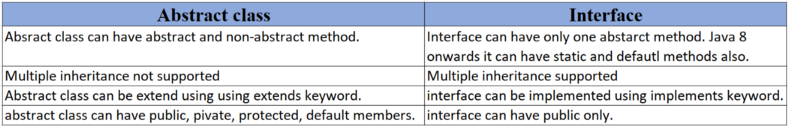 Abstract class
Interface
Absract class can have abstract and non-abstract method.
Interface can have only one abstarct method. Java 8
onwards it can have static and defautl methods also.
Multiple inheritance not supported
Multiple inheritance supported
Abstract class can be extend using using extends keyword.
interface can be implemented using implements keyword.
abstract class can have public, pivate, protected, default members.
interface can have public only.